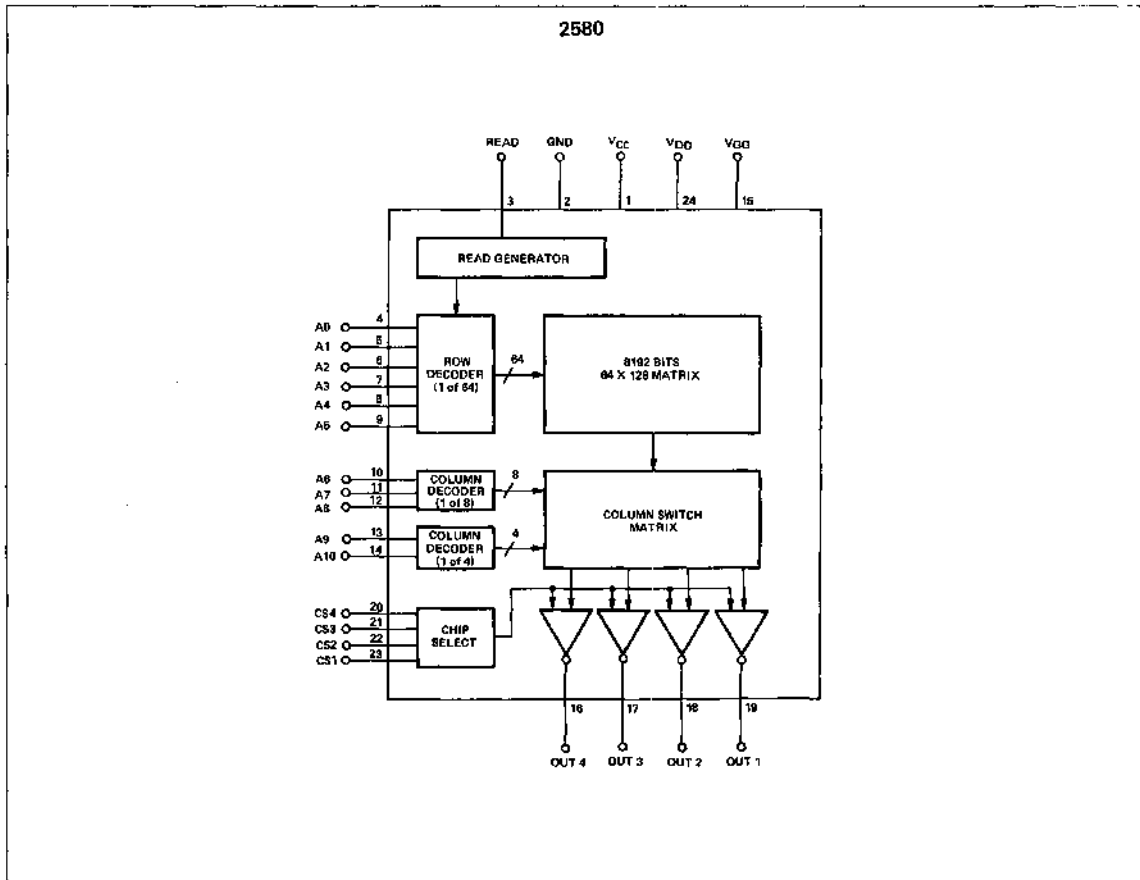 2580
READ GND VCC VDD VGG
3 2 1 24 15
READ GENERATOR
A0 4
A1 5
A2 6
A3 7
A4 8
A5 9
ROW
DECODER
(1 of 64)
64
8192 BITS
64 X 128 MATRIX
A6 10
A7 11
A8 12
COLUMN
DECODER
(1 of 8)
8
A9 13
A10 14
COLUMN
DECODER
(1 of 4)
4
COLUMN SWITCH
MATRIX
CS4 20
CS3 21
CS2 22
CS1 23
CHIP
SELECT
16 17 18 19
OUT 4 OUT 3 OUT 2 OUT 1